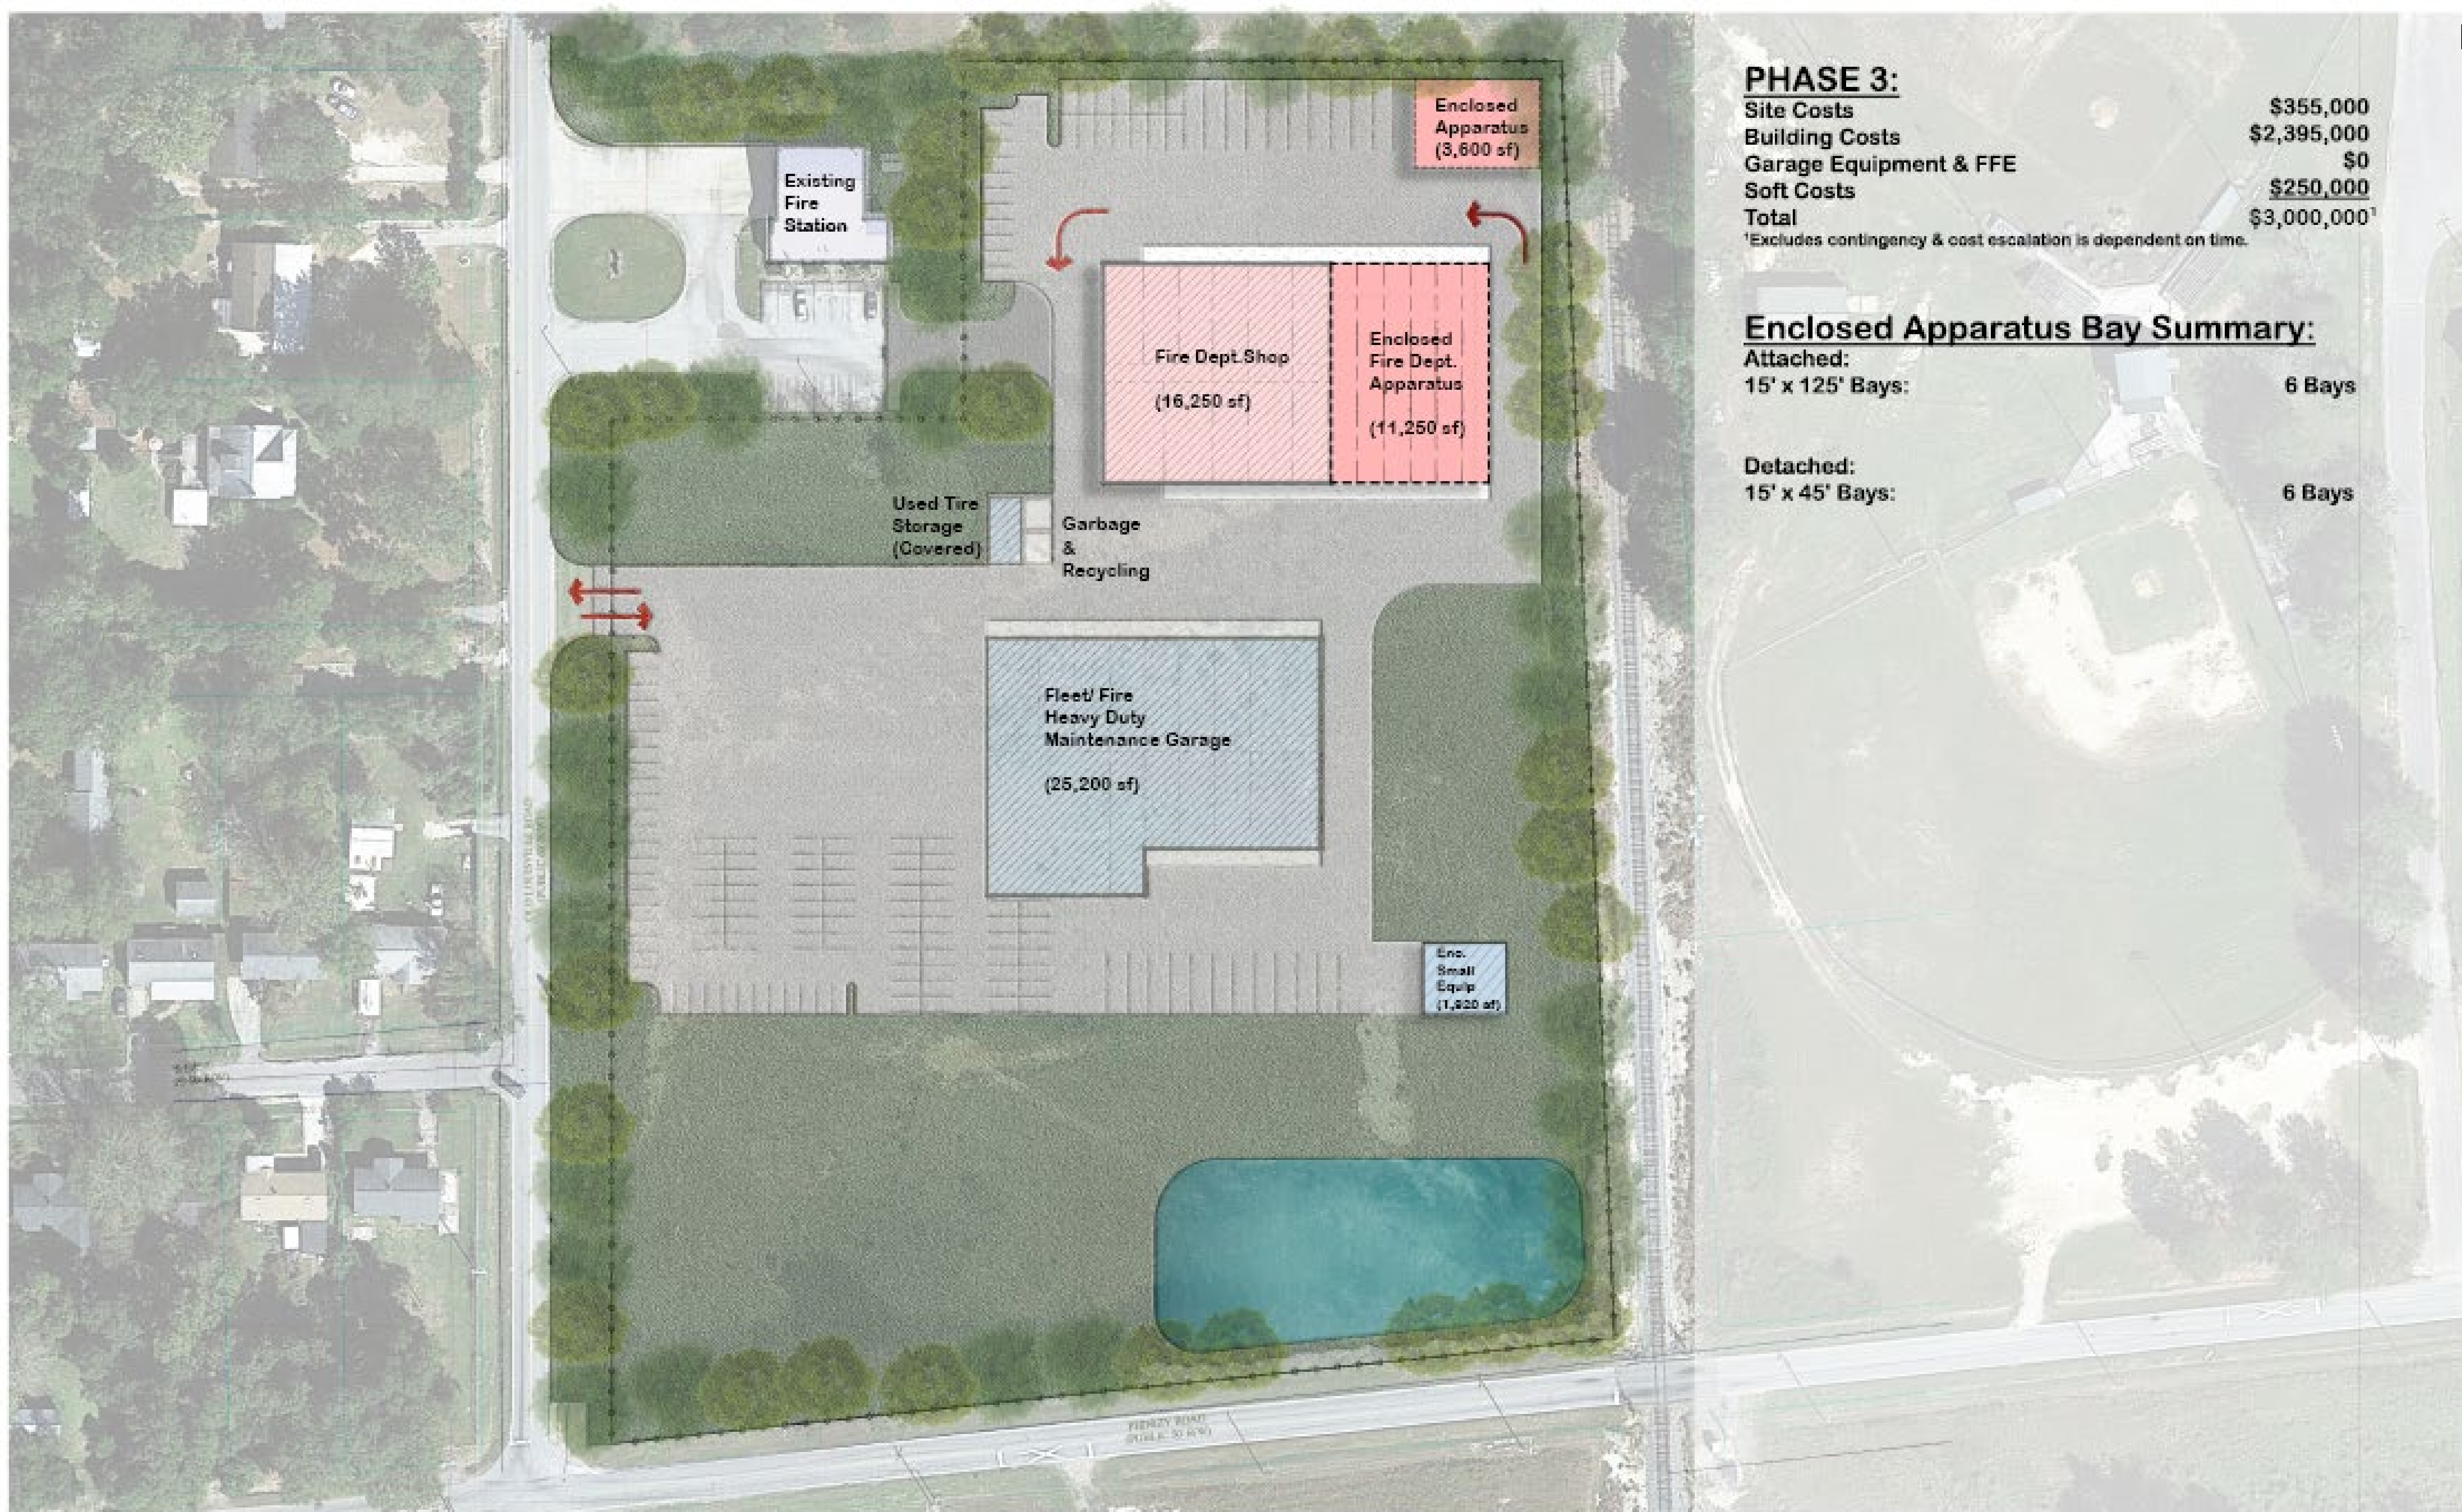 PHASE 3:
Site Costs $355,000
Building Costs $2,395,000
Garage Equipment & FFE $0
Soft Costs $250,000
Total $3,000,000¹
¹Excludes contingency & cost escalation is dependent on time.
Enclosed Apparatus Bay Summary:
Attached:
15' x 125' Bays: 6 Bays
Detached:
15' x 45' Bays: 6 Bays
Enclosed
Apparatus
(3,600 sf)
Existing
Fire
Station
Fire Dept.Shop
(16,250 sf)
Enclosed
Fire Dept.
Apparatus
(11,250 sf)
Used Tire
Storage
(Covered)
Garbage
&
Recycling
Fleet/ Fire
Heavy Duty
Maintenance Garage
(25,200 sf)
Enc.
Small
Equip
(1,920 sf)
ROAD